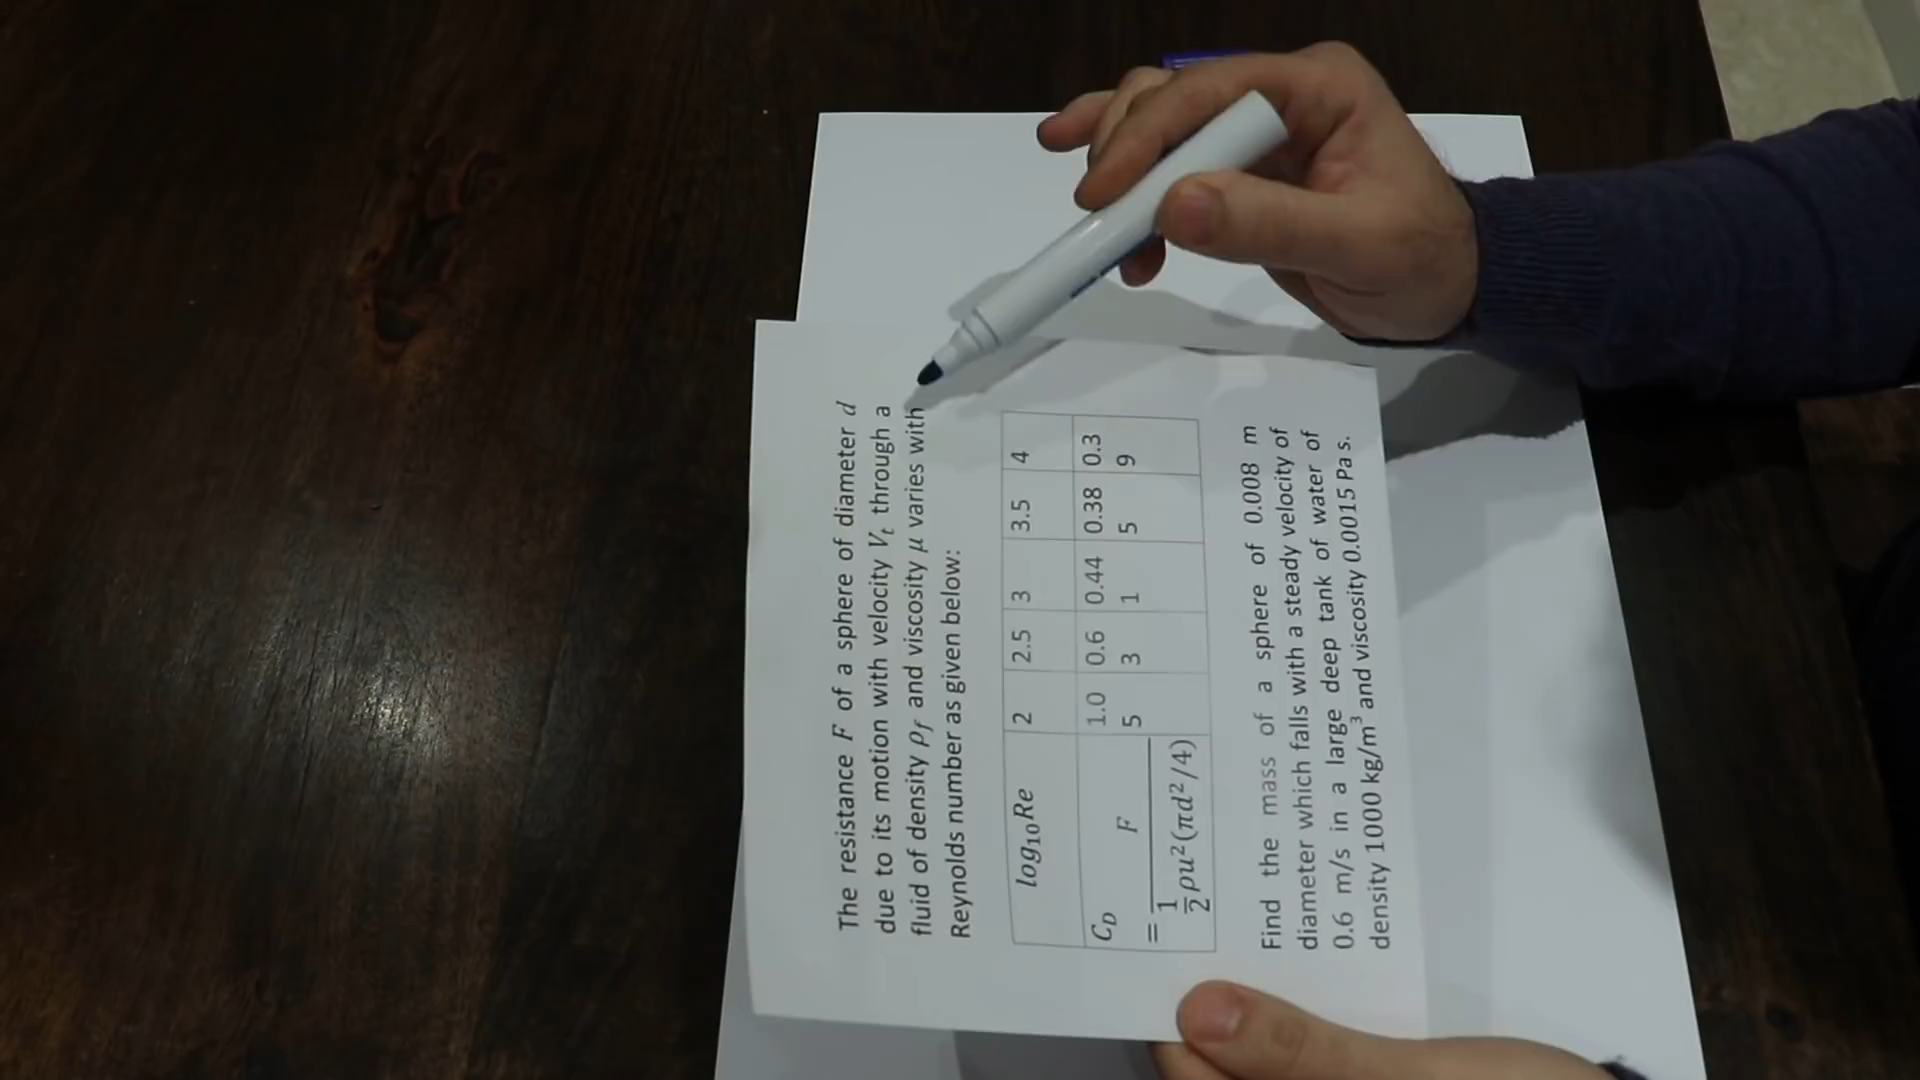 The resistance F of a sphere of diameter d
due to its motion with velocity Vₜ through a
fluid of density ρ_f and viscosity μ varies with
Reynolds number as given below:
log₁₀Re 2 2.5 3 3.5 4
C_D 1.0 0.6 0.44 0.38 0.3
= F 5 3 1 5 9
1/2 ρu²(πd²/4)
Find the mass of a sphere of 0.008 m
diameter which falls with a steady velocity of
0.6 m/s in a large deep tank of water of
density 1000 kg/m³ and viscosity 0.0015 Pa s.